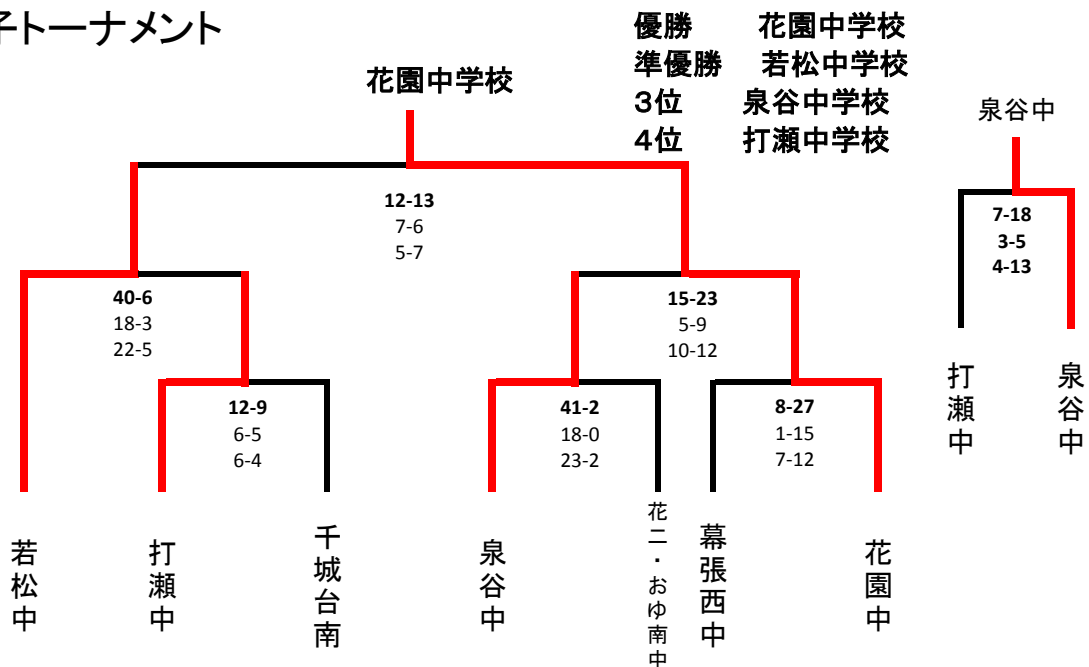 子トーナメント
優勝 花園中学校
準優勝 若松中学校
3位 泉谷中学校
4位 打瀬中学校
花園中学校
泉谷中
12-13
7-6
5-7
7-18
3-5
4-13
40-6
18-3
22-5
15-23
5-9
10-12
12-9
6-5
6-4
41-2
18-0
23-2
8-27
1-15
7-12
打瀬中
泉谷中
若松中
打瀬中
千城台南
泉谷中
花二・おゆ南中
幕張西中
花園中